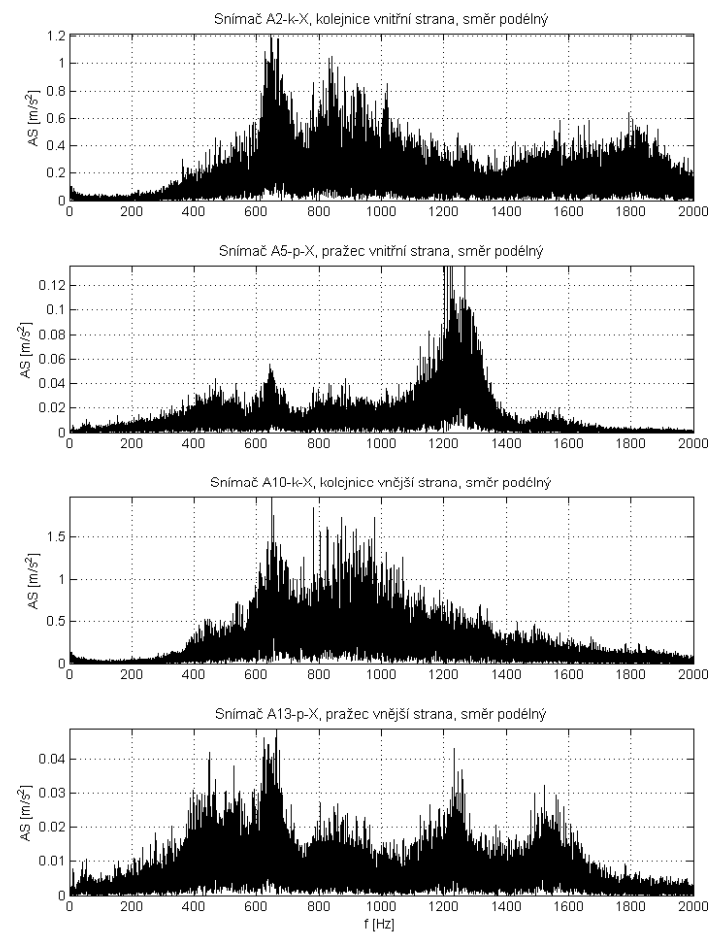 Snímač A2-k-X, kolejnice vnitřní strana, směr podélný
1.2
1
0.8
0.6
0.4
0.2
0
AS [m/s²]
0 200 400 600 800 1000 1200 1400 1600 1800 2000
Snímač A5-p-X, pražec vnitřní strana, směr podélný
0.12
0.1
0.08
0.06
0.04
0.02
0
AS [m/s²]
0 200 400 600 800 1000 1200 1400 1600 1800 2000
Snímač A10-k-X, kolejnice vnější strana, směr podélný
1.5
1
0.5
0
AS [m/s²]
0 200 400 600 800 1000 1200 1400 1600 1800 2000
Snímač A13-p-X, pražec vnější strana, směr podélný
0.04
0.03
0.02
0.01
0
AS [m/s²]
0 200 400 600 800 1000 1200 1400 1600 1800 2000
f [Hz]